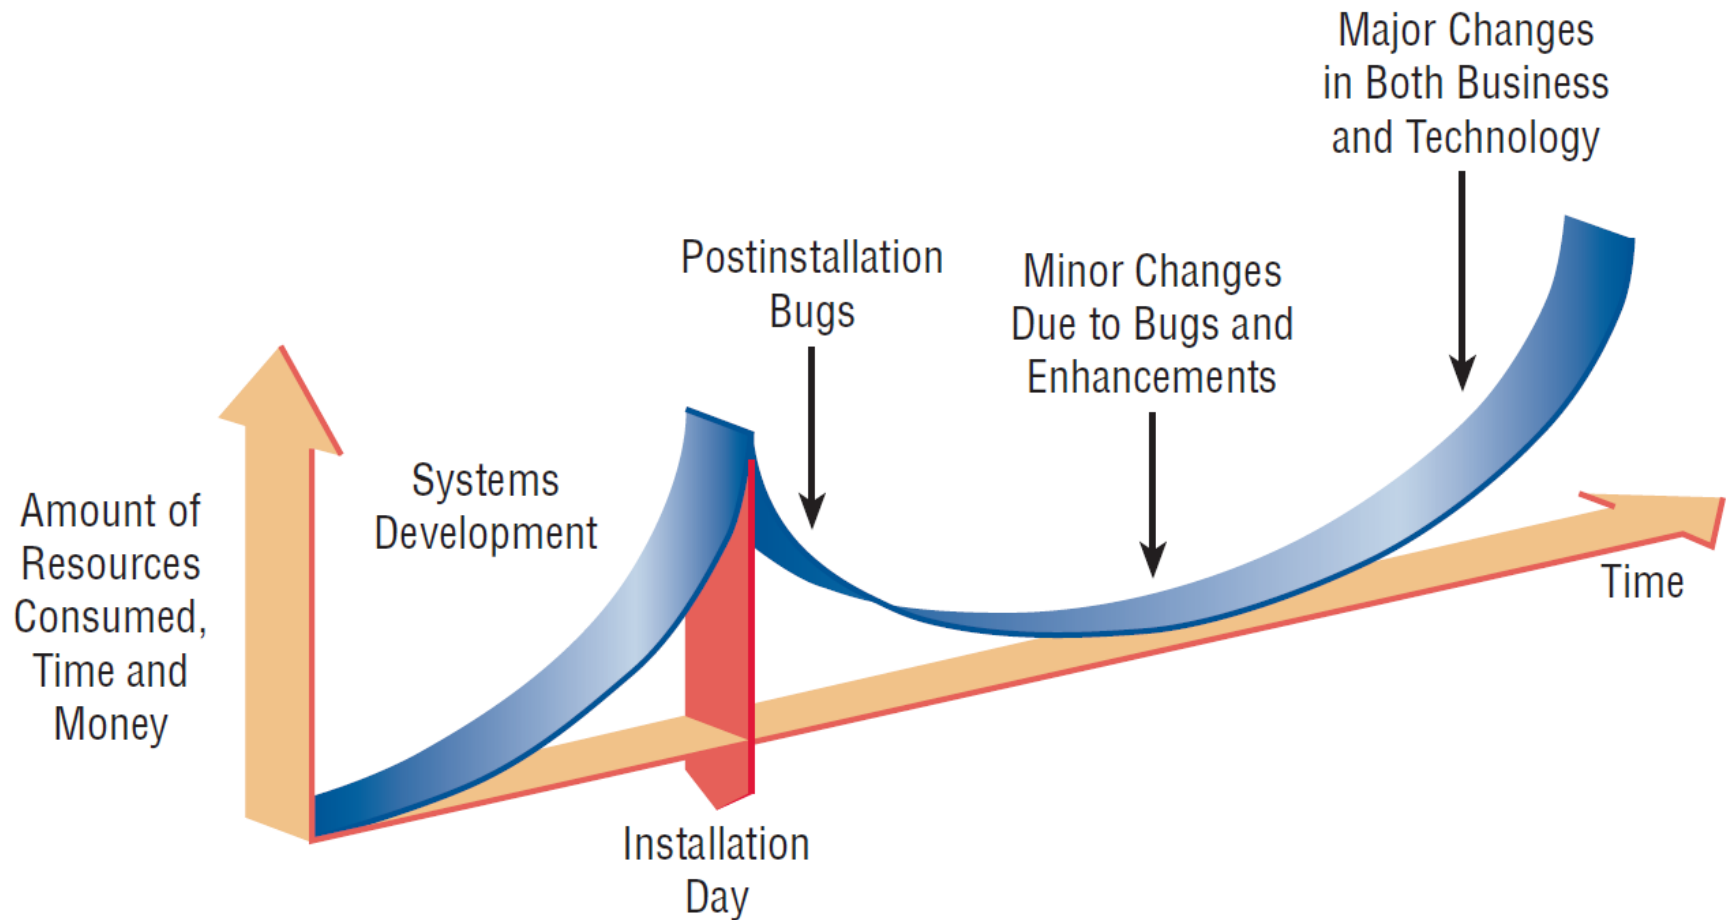 Major Changes
in Both Business
and Technology
Postinstallation
Bugs
Minor Changes
Due to Bugs and
Enhancements
Systems
Development
Amount of
Resources
Consumed,
Time and
Money
Time
Installation
Day